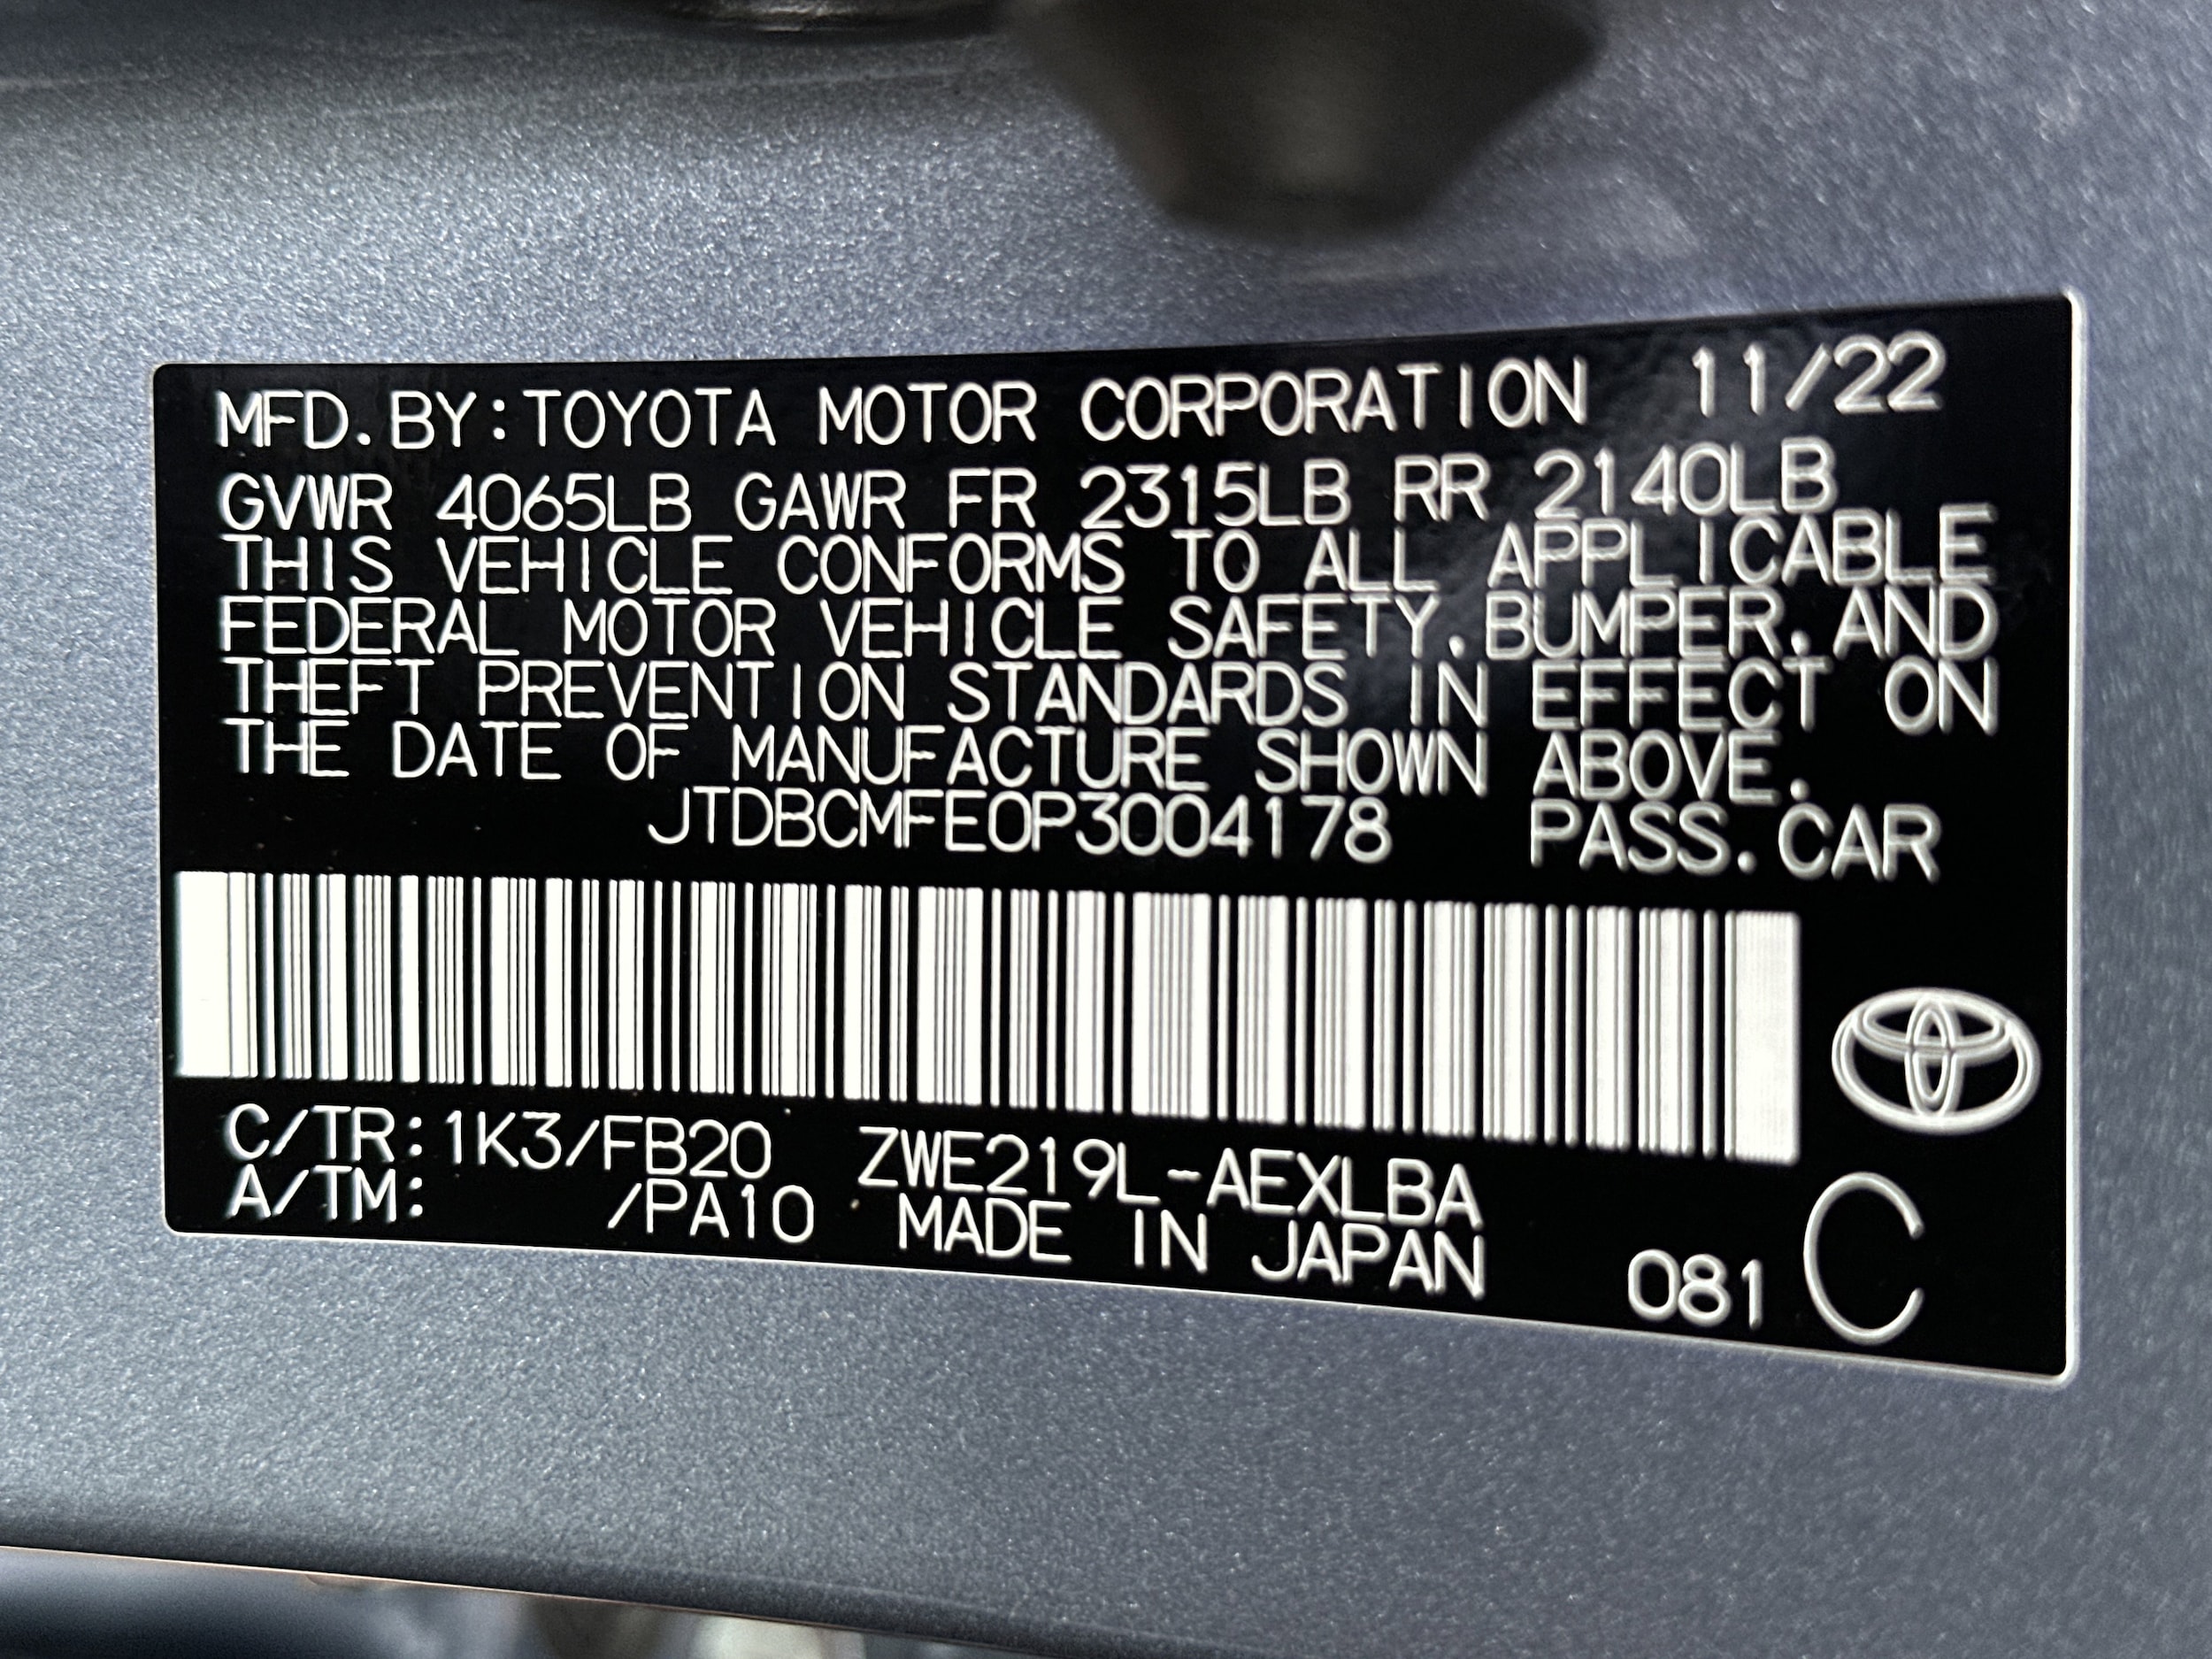 MFD.BY:TOYOTA MOTOR CORPORATION 11/22
GVWR 4065LB GAWR FR 2315LB RR 2140LB
THIS VEHICLE CONFORMS TO ALL APPLICABLE
FEDERAL MOTOR VEHICLE SAFETY,BUMPER,AND
THEFT PREVENTION STANDARDS IN EFFECT ON
THE DATE OF MANUFACTURE SHOWN ABOVE.
JTDBCMFE0P3004178 PASS.CAR
C/TR:1K3/FB20 ZWE219L-AEXLBA
A/TM: /PA10 MADE IN JAPAN 081 C